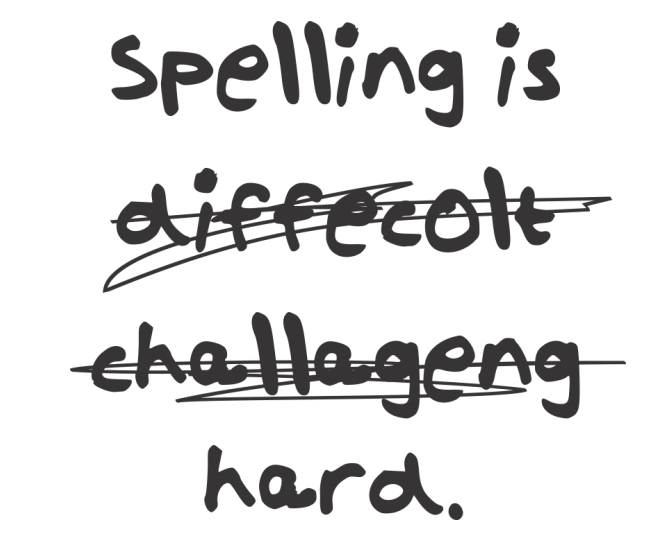 Spelling is
diffecolt
challageng
hard.